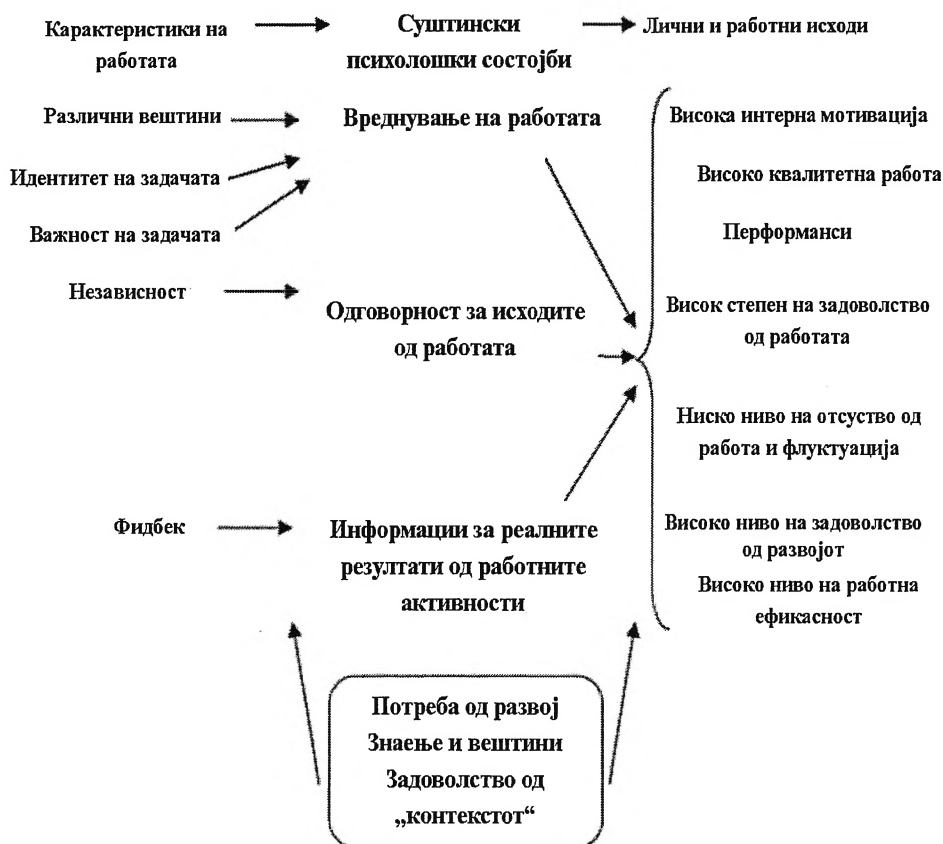 Карактеристики на
работата
Суштински
психолошки состојби
Лични и работни исходи
Различни вештини
Вреднување на работата
Висока интерна мотивација
Идентитет на задачата
Високо квалитетна работа
Важност на задачата
Перформанси
Независност
Одговорност за исходите
од работата
Висок степен на задоволство
од работата
Ниско ниво на отсуство од
работа и флуктуација
Фидбек
Информации за реалните
резултати од работните
активности
Високо ниво на задоволство
од развојот
Високо ниво на работна
ефикасност
Потреба од развој
Знаење и вештини
Задоволство од
„контекстот“